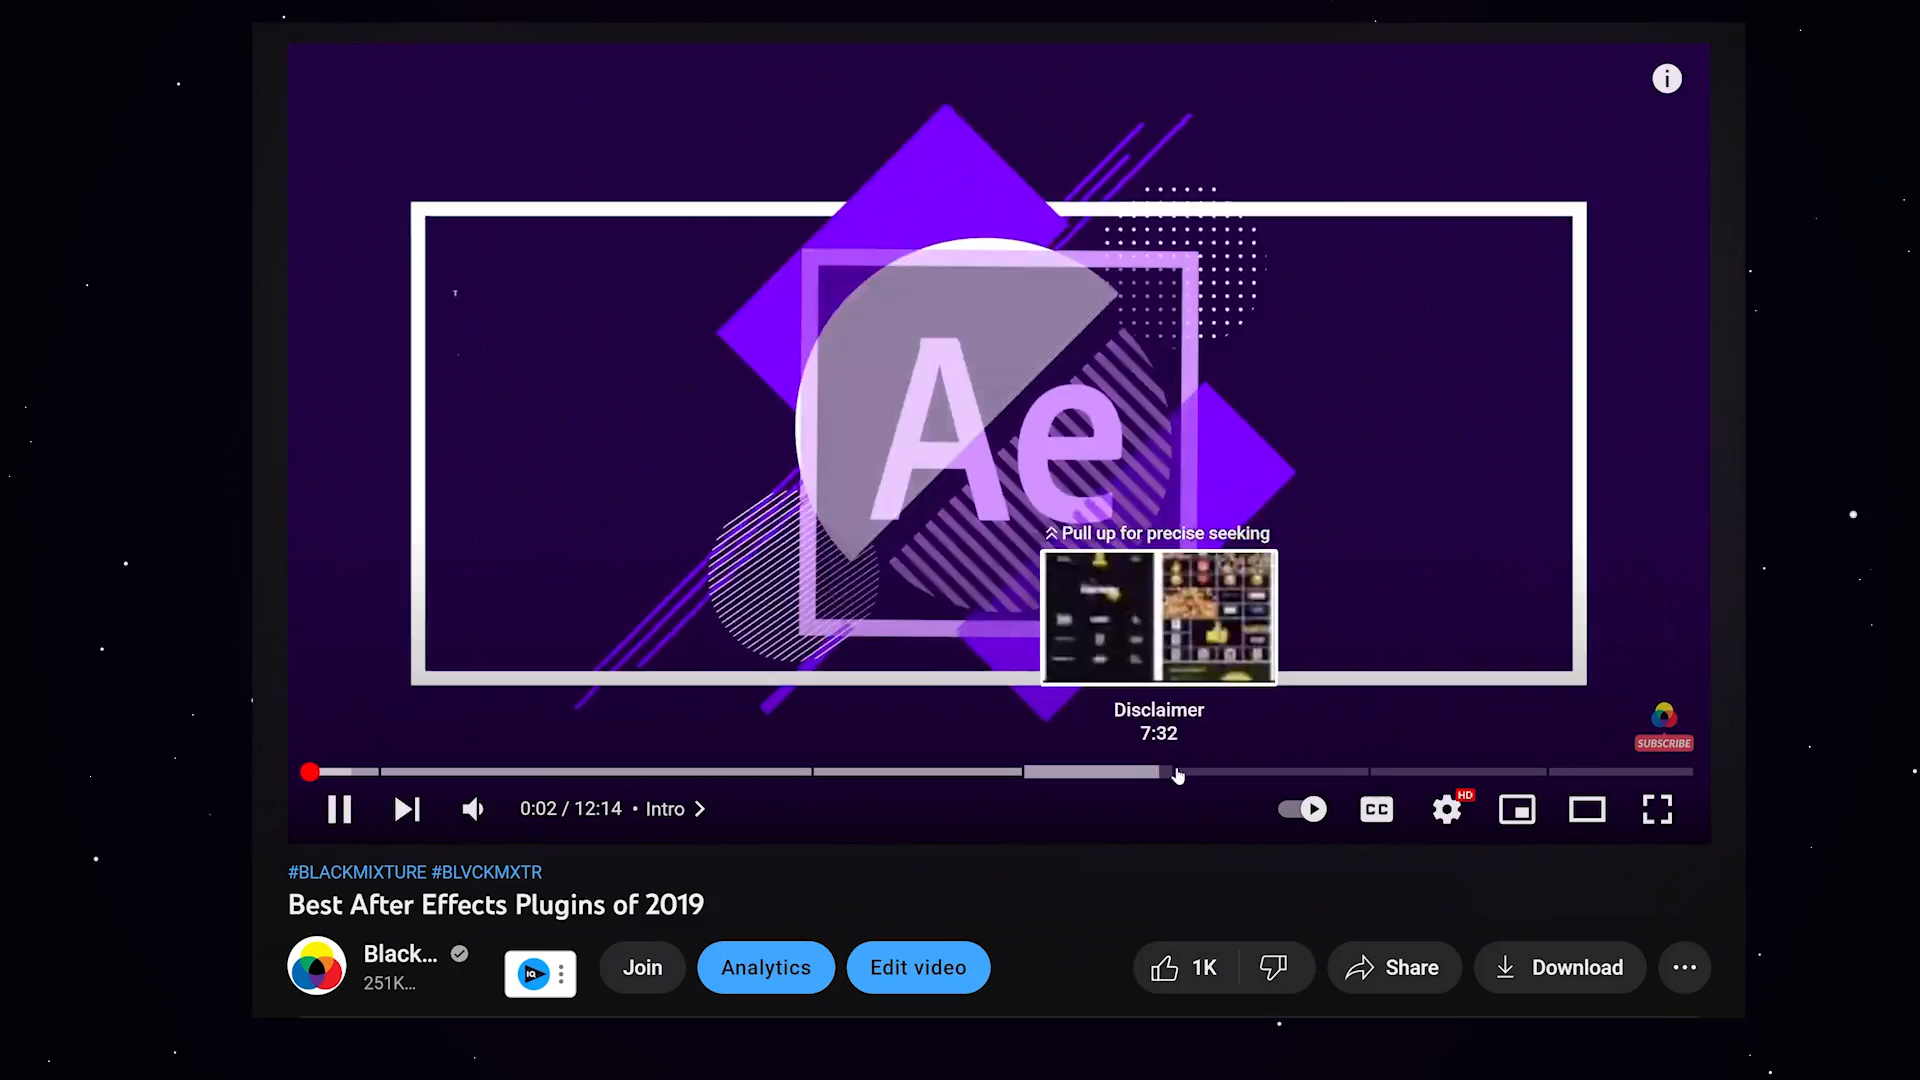 Ae
Pull up for precise seeking
Disclaimer
7:32
SUBSCRIBE
0:02 / 12:14 • Intro
CC
HD
#BLACKMIXTURE #BLVCKMXTR
Best After Effects Plugins of 2019
Black...
251K...
IQ
Join
Analytics
Edit video
1K
Share
Download